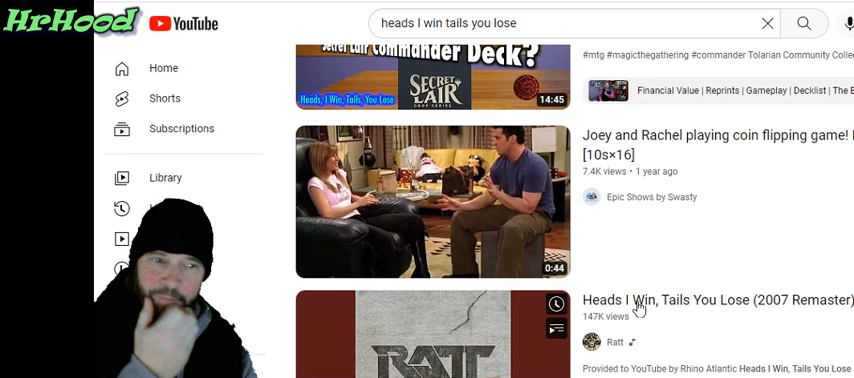 HrHood
YouTube
heads I win tails you lose
Secret Lair Commander Deck?
SECRET LAIR
DROP SERIES
Heads, I Win, Tails, You Lose
14:45
#mtg #magicthegathering #commander Tolarian Community Colle
Financial Value | Reprints | Gameplay | Decklist | The B
Home
Shorts
Subscriptions
Library
Joey and Rachel playing coin flipping game!
[10s×16]
7.4K views • 1 year ago
Epic Shows by Swasty
0:44
Heads I Win, Tails You Lose (2007 Remaster)
147K views
Ratt
RATT
Provided to YouTube by Rhino Atlantic Heads I Win, Tails You Lose